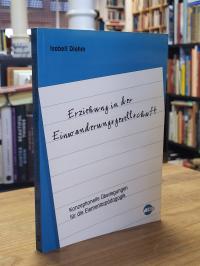 Isabell Diehm
Erziehung in der
Einwanderungsgesellschaft
Konzeptionelle Überlegungen
für die Elementarpädagogik